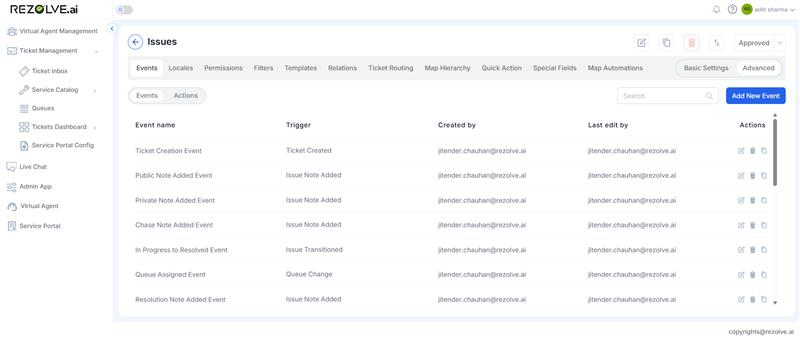 REZOLVE.ai
AS aditi sharma
Virtual Agent Management
Ticket Management
Ticket Inbox
Service Catalog
Queues
Tickets Dashboard
Service Portal Config
Live Chat
Admin App
Virtual Agent
Service Portal
Issues
Approved
Events Locales Permissions Filters Templates Relations Ticket Routing Map Hierarchy Quick Action Special Fields Map Automations Basic Settings Advanced
Events Actions Search Add New Event
Event name Trigger Created by Last edit by Actions
Ticket Creation Event Ticket Created jitender.chauhan@rezolve.ai jitender.chauhan@rezolve.ai
Public Note Added Event Issue Note Added jitender.chauhan@rezolve.ai jitender.chauhan@rezolve.ai
Private Note Added Event Issue Note Added jitender.chauhan@rezolve.ai jitender.chauhan@rezolve.ai
Chase Note Added Event Issue Note Added jitender.chauhan@rezolve.ai jitender.chauhan@rezolve.ai
In Progress to Resolved Event Issue Transitioned jitender.chauhan@rezolve.ai jitender.chauhan@rezolve.ai
Queue Assigned Event Queue Change jitender.chauhan@rezolve.ai jitender.chauhan@rezolve.ai
Resolution Note Added Event Issue Note Added jitender.chauhan@rezolve.ai jitender.chauhan@rezolve.ai
copyrights@rezolve.ai